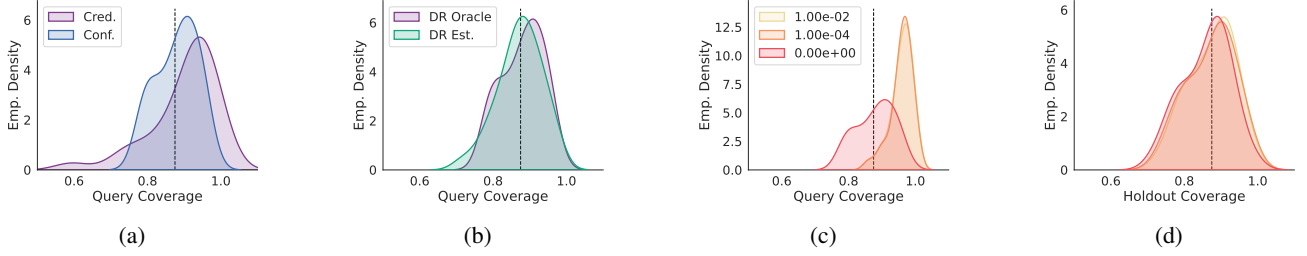 Emp. Density
6
4
2
0
Cred.
Conf.
0.6
0.8
1.0
Query Coverage
(a)
Emp. Density
6
4
2
0
DR Oracle
DR Est.
0.6
0.8
1.0
Query Coverage
(b)
Emp. Density
12.5
10.0
7.5
5.0
2.5
0.0
1.00e-02
1.00e-04
0.00e+00
0.6
0.8
1.0
Query Coverage
(c)
Emp. Density
6
4
2
0
0.6
0.8
1.0
Holdout Coverage
(d)